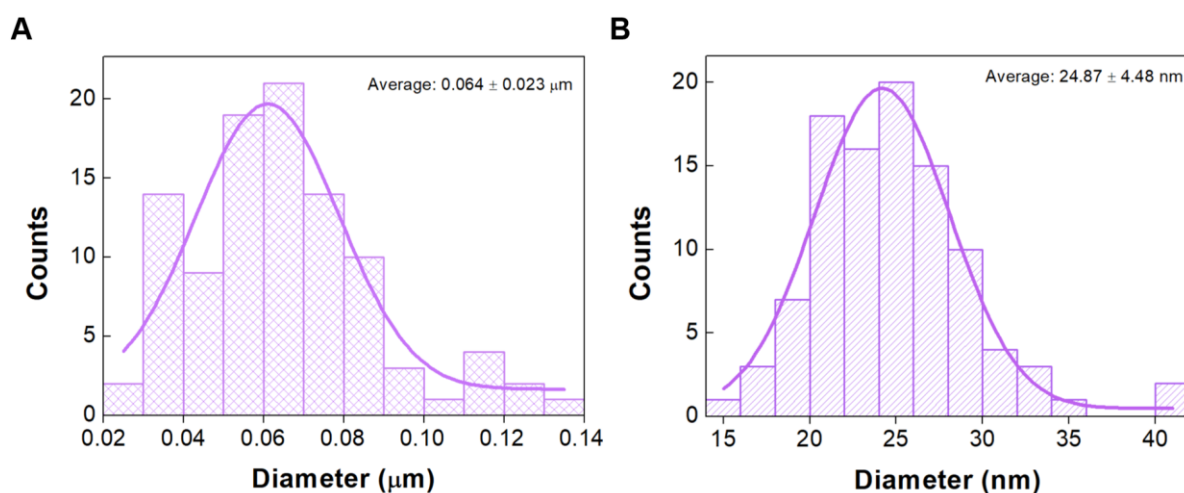 A
Average: 0.064 ± 0.023 μm
Counts
20
15
10
5
0
0.02 0.04 0.06 0.08 0.10 0.12 0.14
Diameter (μm)
B
Average: 24.87 ± 4.48 nm
Counts
20
15
10
5
0
15 20 25 30 35 40
Diameter (nm)